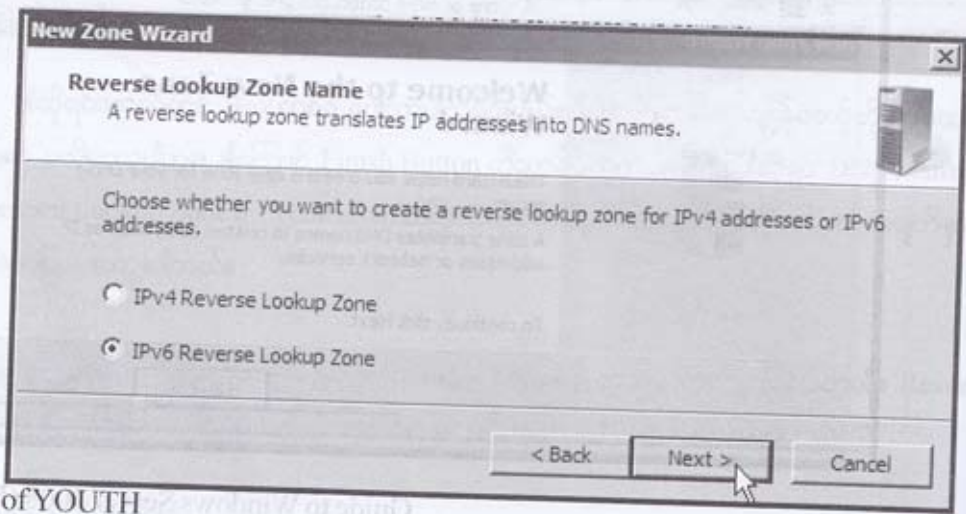 New Zone Wizard
Reverse Lookup Zone Name
A reverse lookup zone translates IP addresses into DNS names.
Choose whether you want to create a reverse lookup zone for IPv4 addresses or IPv6
addresses.
IPv4 Reverse Lookup Zone
IPv6 Reverse Lookup Zone
< Back Next > Cancel
of YOUTH